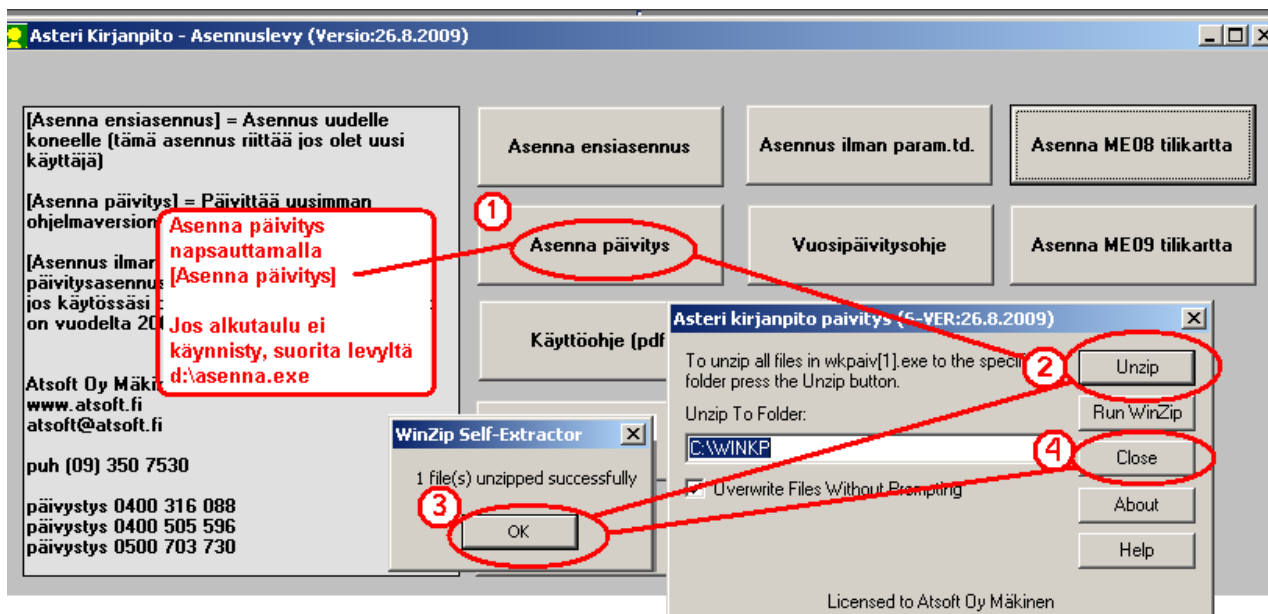 Asteri Kirjanpito - Asennuslevy (Versio:26.8.2009)
[Asenna ensiasennus] = Asennus uudelle
koneelle (tämä asennus riittää jos olet uusi
käyttäjä)
[Asenna päivitys] = Päivittää uusimman
ohjelmaversion
[Asennus ilman
päivitysasennus
jos käytössäsi
on vuodelta 200
Atsoft Oy Mäkinen
www.atsoft.fi
atsoft@atsoft.fi
puh (09) 350 7530
päivystys 0400 316 088
päivystys 0400 505 596
päivystys 0500 703 730
Asenna päivitys
napsauttamalla
[Asenna päivitys]
Jos alkutaulu ei
käynnisty, suorita levyltä
d:\asenna.exe
Asenna ensiasennus
Asennus ilman param.td.
Asenna ME08 tilikartta
1
Asenna päivitys
Vuosipäivitysohje
Asenna ME09 tilikartta
Käyttöohje (pdf
Asteri kirjanpito paivitys (6-VER:26.8.2009)
To unzip all files in wkpaiv[1].exe to the
folder press the Unzip button.
2
Unzip
Unzip To Folder:
Run WinZip
C:\WINKP
4
Close
Overwrite Files Without Prompting
About
Help
Licensed to Atsoft Oy Mäkinen
WinZip Self-Extractor
1 file(s) unzipped successfully
3
OK